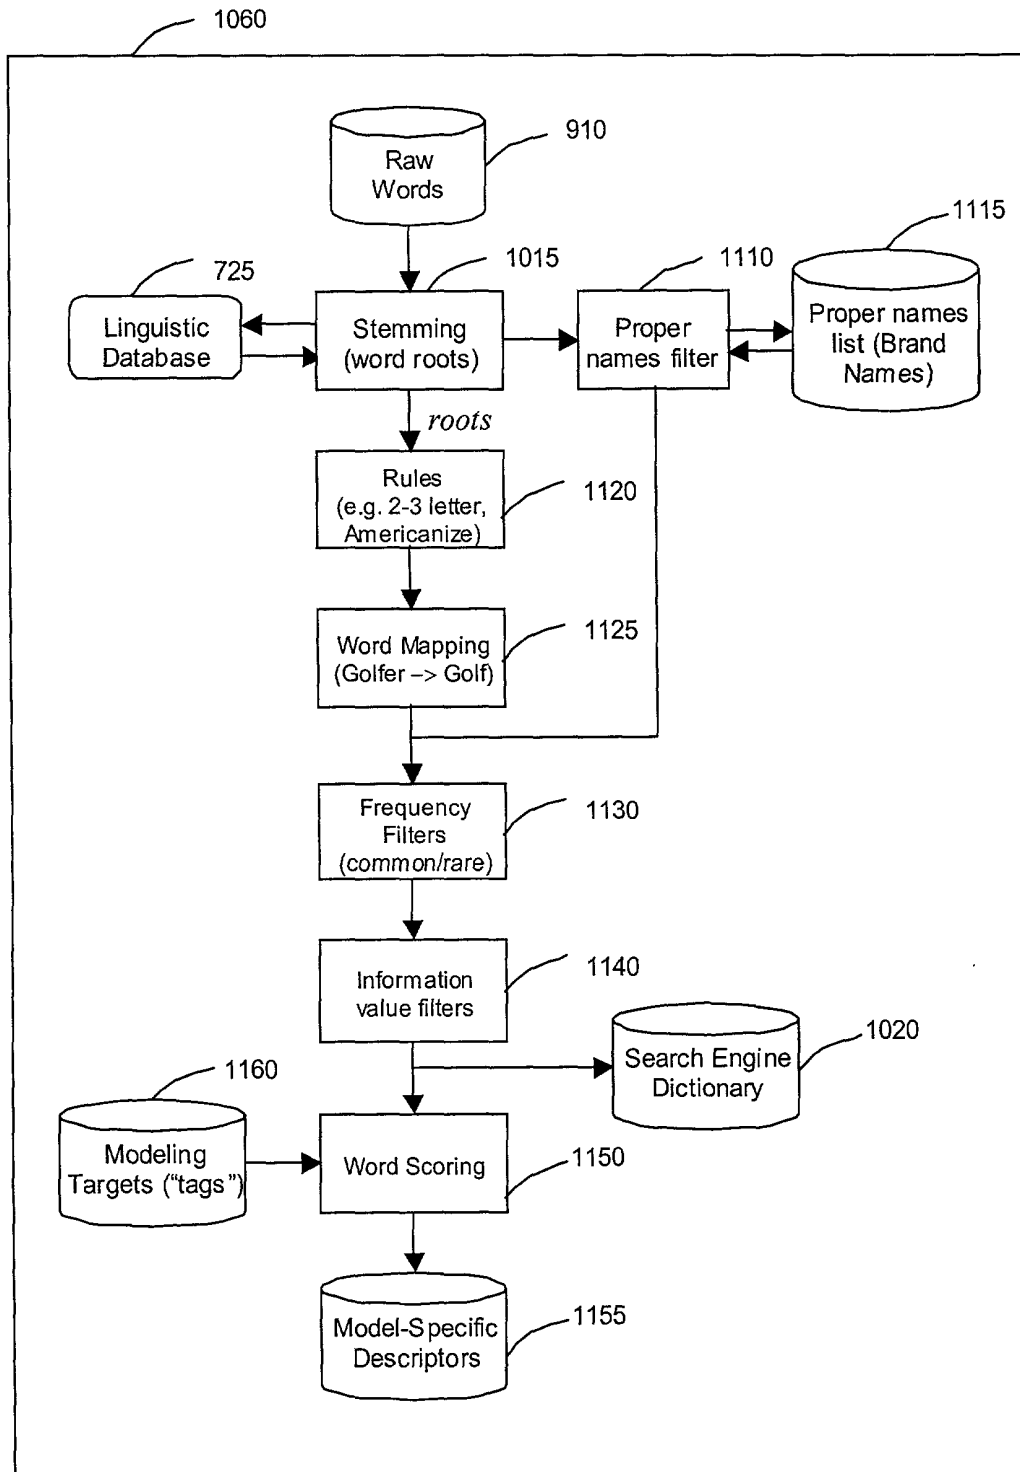 1060
910
Raw
Words
1115
725
1015
1110
Linguistic
Database
Stemming
(word roots)
Proper
names filter
Proper names
list (Brand
Names)
roots
Rules
(e.g. 2-3 letter,
Americanize)
1120
Word Mapping
(Golfer –> Golf)
1125
Frequency
Filters
(common/rare)
1130
Information
value filters
1140
Search Engine
Dictionary
1020
1160
Modeling
Targets (“tags”)
Word Scoring
1150
Model-Specific
Descriptors
1155